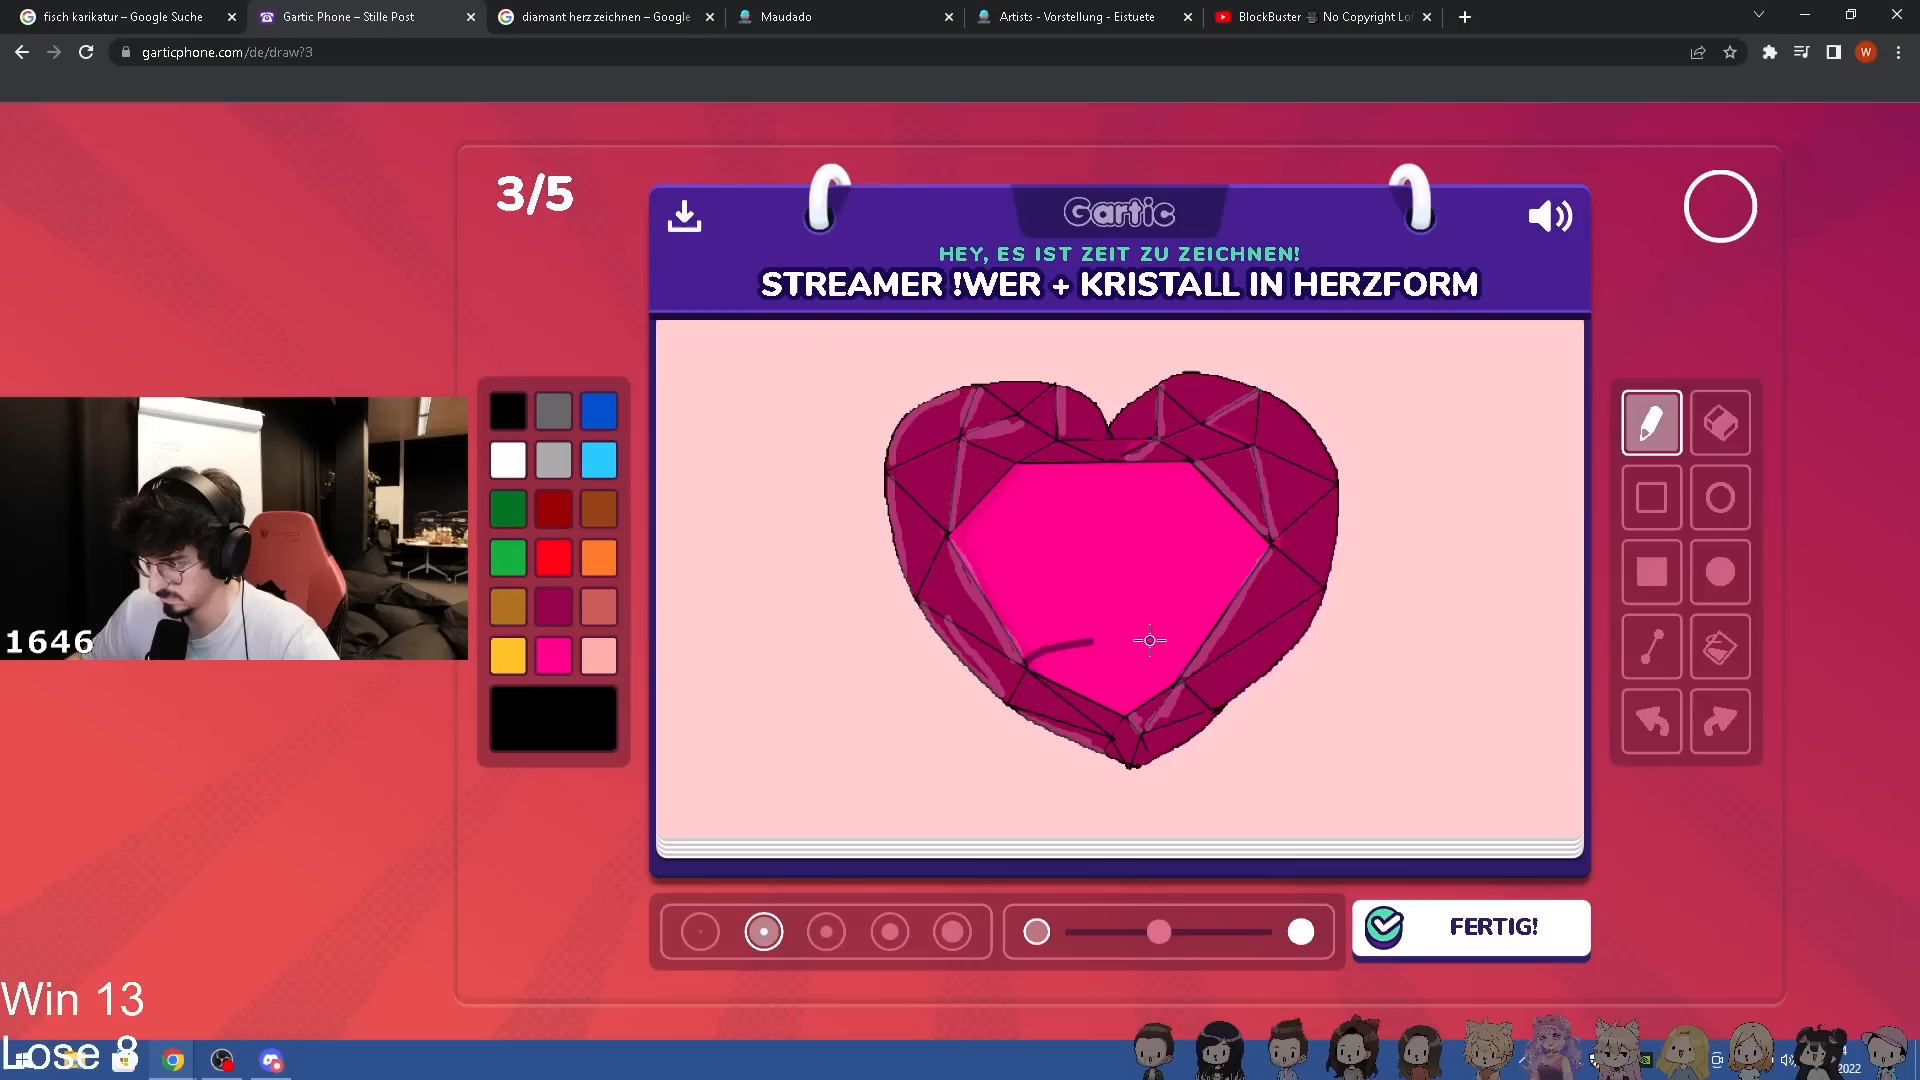 fisch karikatur – Google Suche
Gartic Phone – Stille Post
diamant herz zeichnen – Google
Maudado
Artists - Vorstellung - Eistuete
BlockBuster No Copyright Lo
garticphone.com/de/draw?3
W
3/5
Gartic
HEY, ES IST ZEIT ZU ZEICHNEN!
STREAMER !WER + KRISTALL IN HERZFORM
1646
FERTIG!
Win 13
Lose 8
2022